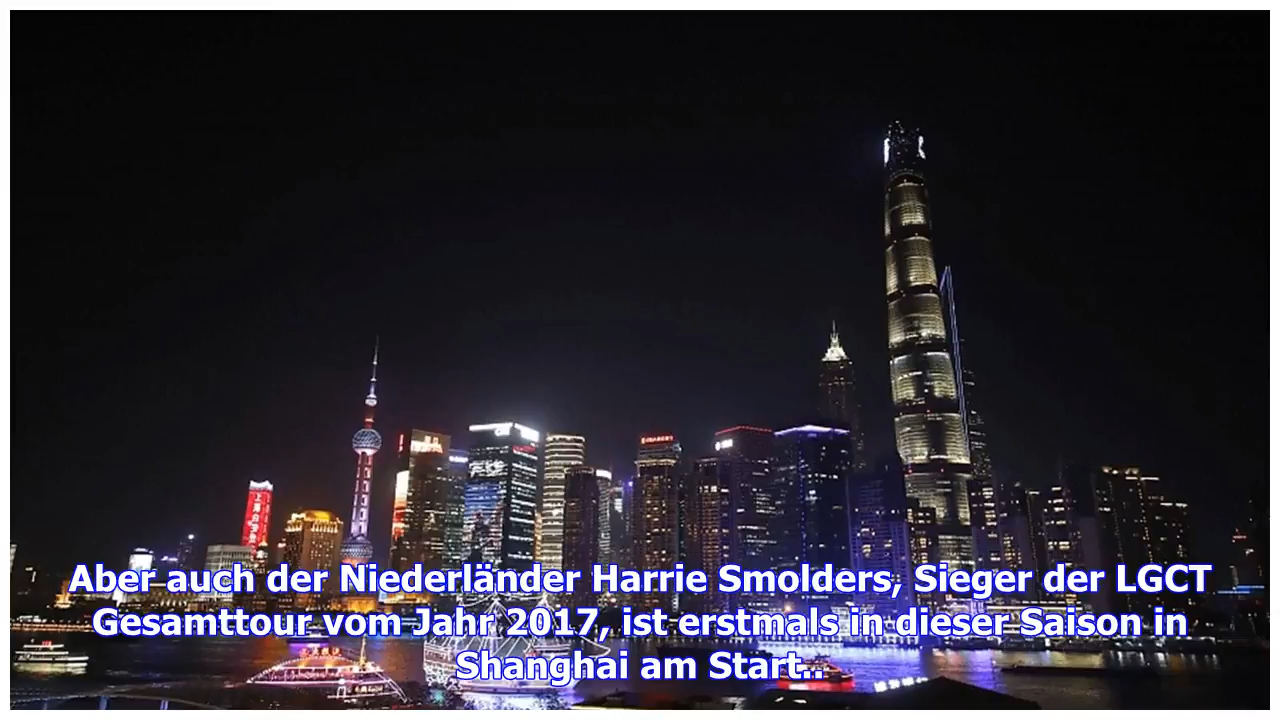 Aber auch der Niederländer Harrie Smolders, Sieger der LGCT
Gesamttour vom Jahr 2017, ist erstmals in dieser Saison in
Shanghai am Start..